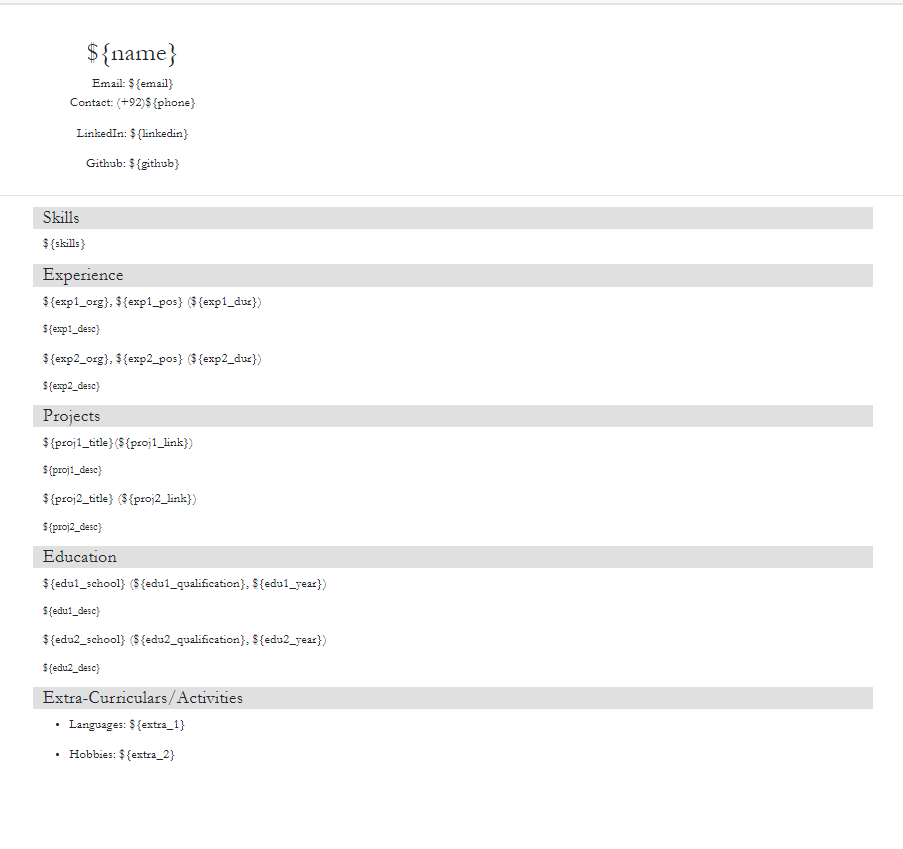 ${name}
Email: ${email}
Contact: (+92)${phone}
LinkedIn: ${linkedin}
Github: ${github}
Skills
${skills}
Experience
${exp1_org}, ${exp1_pos} (${exp1_dur})
${exp1_desc}
${exp2_org}, ${exp2_pos} (${exp2_dur})
${exp2_desc}
Projects
${proj1_title}(${proj1_link})
${proj1_desc}
${proj2_title} (${proj2_link})
${proj2_desc}
Education
${edu1_school} (${edu1_qualification}, ${edu1_year})
${edu1_desc}
${edu2_school} (${edu2_qualification}, ${edu2_year})
${edu2_desc}
Extra-Curriculars/Activities
• Languages: ${extra_1}
• Hobbies: ${extra_2}